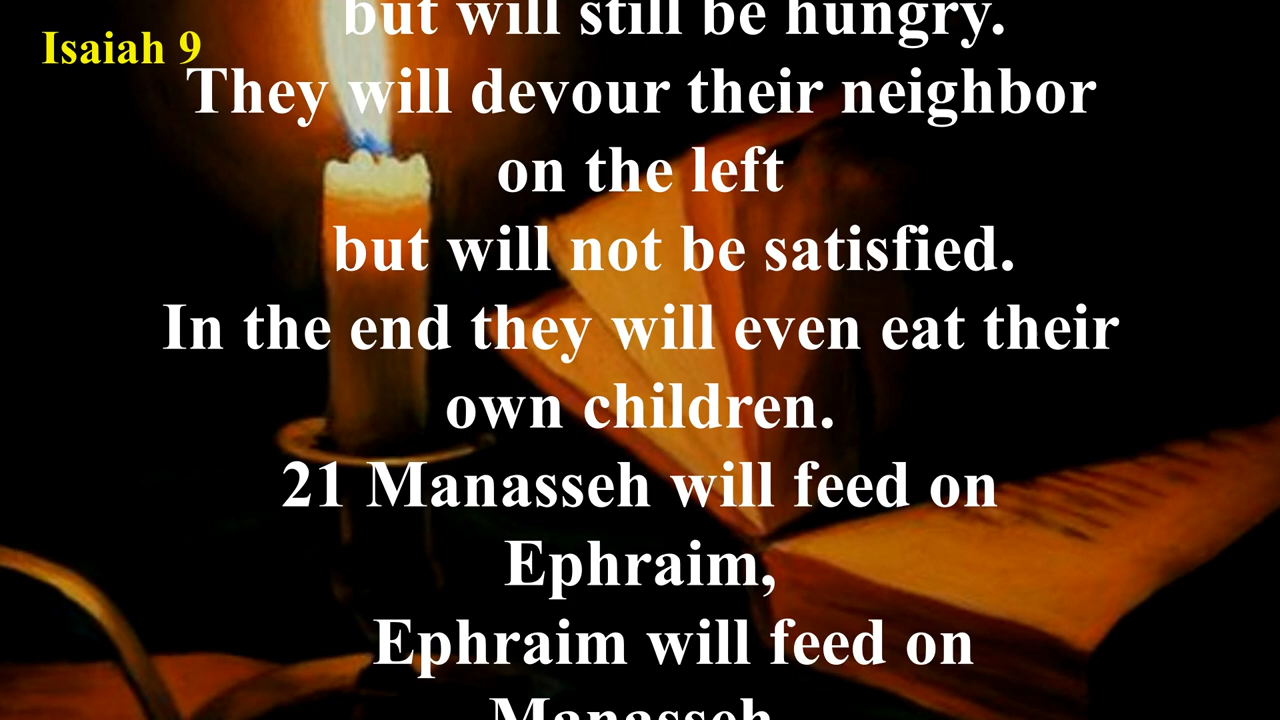 but will still be hungry.
Isaiah 9
They will devour their neighbor
on the left
but will not be satisfied.
In the end they will even eat their
own children.
21 Manasseh will feed on
Ephraim,
Ephraim will feed on
Manasseh